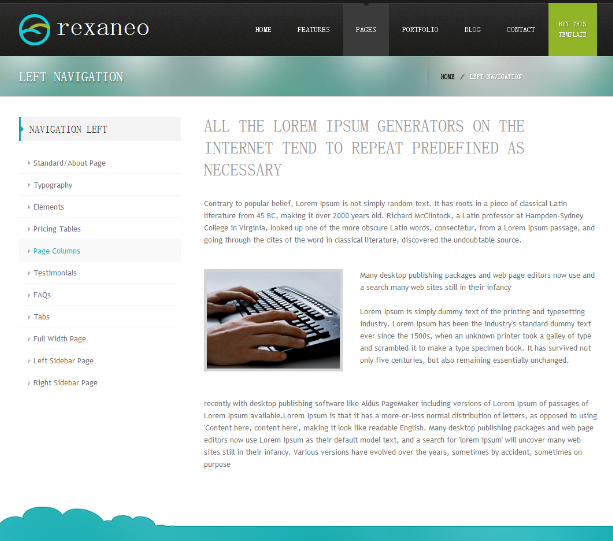 rexaneo
HOME FEATURES PAGES PORTFOLIO BLOG CONTACT BUY THIS
TEMPLATE
LEFT NAVIGATION
HOME / LEFT NAVIGATION
NAVIGATION LEFT
Standard/About Page
Typography
Elements
Pricing Tables
Page Columns
Testimonials
FAQs
Tabs
Full Width Page
Left Sidebar Page
Right Sidebar Page
ALL THE LOREM IPSUM GENERATORS ON THE
INTERNET TEND TO REPEAT PREDEFINED AS
NECESSARY
Contrary to popular belief, Lorem Ipsum is not simply random text. It has roots in a piece of classical Latin
literature from 45 BC, making it over 2000 years old. Richard McClintock, a Latin professor at Hampden-Sydney
College in Virginia, looked up one of the more obscure Latin words, consectetur, from a Lorem Ipsum passage, and
going through the cites of the word in classical literature, discovered the undoubtable source.
Many desktop publishing packages and web page editors now use and
a search many web sites still in their infancy
Lorem Ipsum is simply dummy text of the printing and typesetting
industry. Lorem Ipsum has been the industry's standard dummy text
ever since the 1500s, when an unknown printer took a galley of type
and scrambled it to make a type specimen book. It has survived not
only five centuries, but also remaining essentially unchanged.
recently with desktop publishing software like Aldus PageMaker including versions of Lorem Ipsum of passages of
Lorem Ipsum available.Lorem Ipsum is that it has a more-or-less normal distribution of letters, as opposed to using
'Content here, content here', making it look like readable English. Many desktop publishing packages and web page
editors now use Lorem Ipsum as their default model text, and a search for 'lorem ipsum' will uncover many web
sites still in their infancy. Various versions have evolved over the years, sometimes by accident, sometimes on
purpose